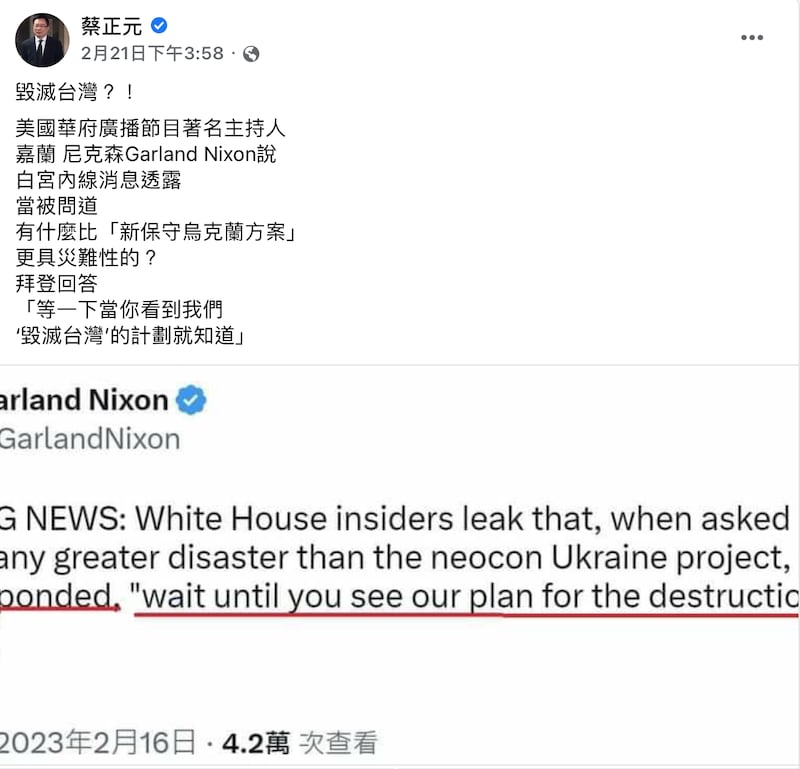 蔡正元
2月21日下午3:58 ·
毀滅台灣？！
美國華府廣播節目著名主持人
嘉蘭 尼克森Garland Nixon說
白宮內線消息透露
當被問道
有什麼比「新保守烏克蘭方案」
更具災難性的？
拜登回答
「等一下當你看到我們
‘毀滅台灣’的計劃就知道」
arland Nixon
GarlandNixon
G NEWS: White House insiders leak that, when asked
any greater disaster than the neocon Ukraine project,
ponded, "wait until you see our plan for the destructio
2023年2月16日 · 4.2萬 次查看